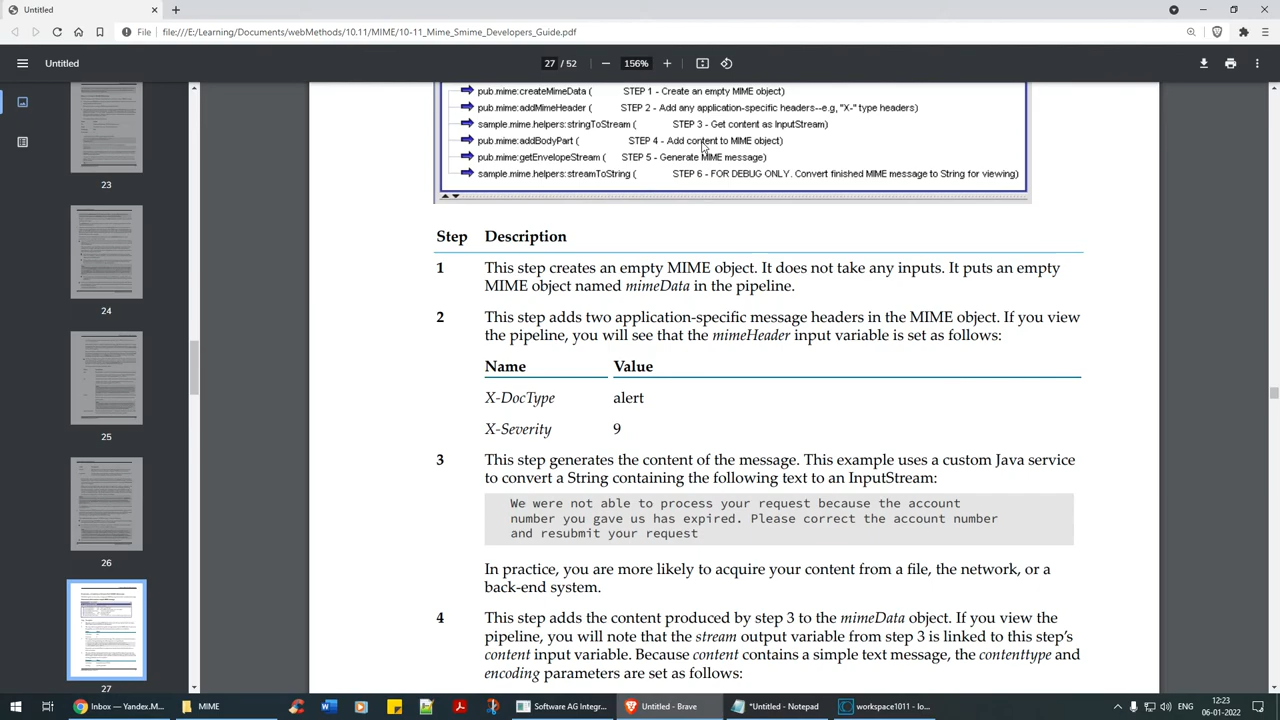 Untitled
File
file:///E:/Learning/Documents/webMethods/10.11/MIME/10-11_Mime_Smime_Developers_Guide.pdf
Untitled
27 / 52
156%
23
24
25
26
27
pub.mime:createMimeData ( STEP 1 - Create an empty MIME object)
pub.mime:addMimeHeader ( STEP 2 - Add any application-specific headers--e.g, "X-" type headers)
sample.mime.helpers:stringToStream ( STEP 3 - Get content as InputStream)
pub.mime:addBodyPart ( STEP 4 - Add content to MIME object)
pub.mime:getEnvelopeStream ( STEP 5 - Generate MIME message)
sample.mime.helpers:streamToString ( STEP 6 - FOR DEBUG ONLY. Convert finished MIME message to String for viewing)
Step Description
1 This step creates an empty MIME object. It does not take any inputs. It puts an empty
MIME object named mimeData in the pipeline.
2 This step adds two application-specific message headers in the MIME object. If you view
the pipeline, you will see that the mimeHeader input variable is set as follows:
Name Value
X-DocType alert
X-Severity 9
3 This step generates the content of the message. This example uses a custom Java service
to convert a String containing the following text to an InputStream:
We were not able to process your request because the account
number you gave us has expired. Please correct the account number
and resubmit your request
In practice, you are more likely to acquire your content from a file, the network, or a
back-end system.
4 This step adds the content produced by step 3 to the mimeData object. If you view the
pipeline, you will note that the stream output variable from step 3 is linked to this step's
content input variable. Because content contains a simple text message, the contenttype and
encoding parameters are set as follows:
Inbox — Yandex.M...
MIME
Software AG Integr...
Untitled - Brave
*Untitled - Notepad
workspace1011 - lo...
ENG
12:23
06-01-2022